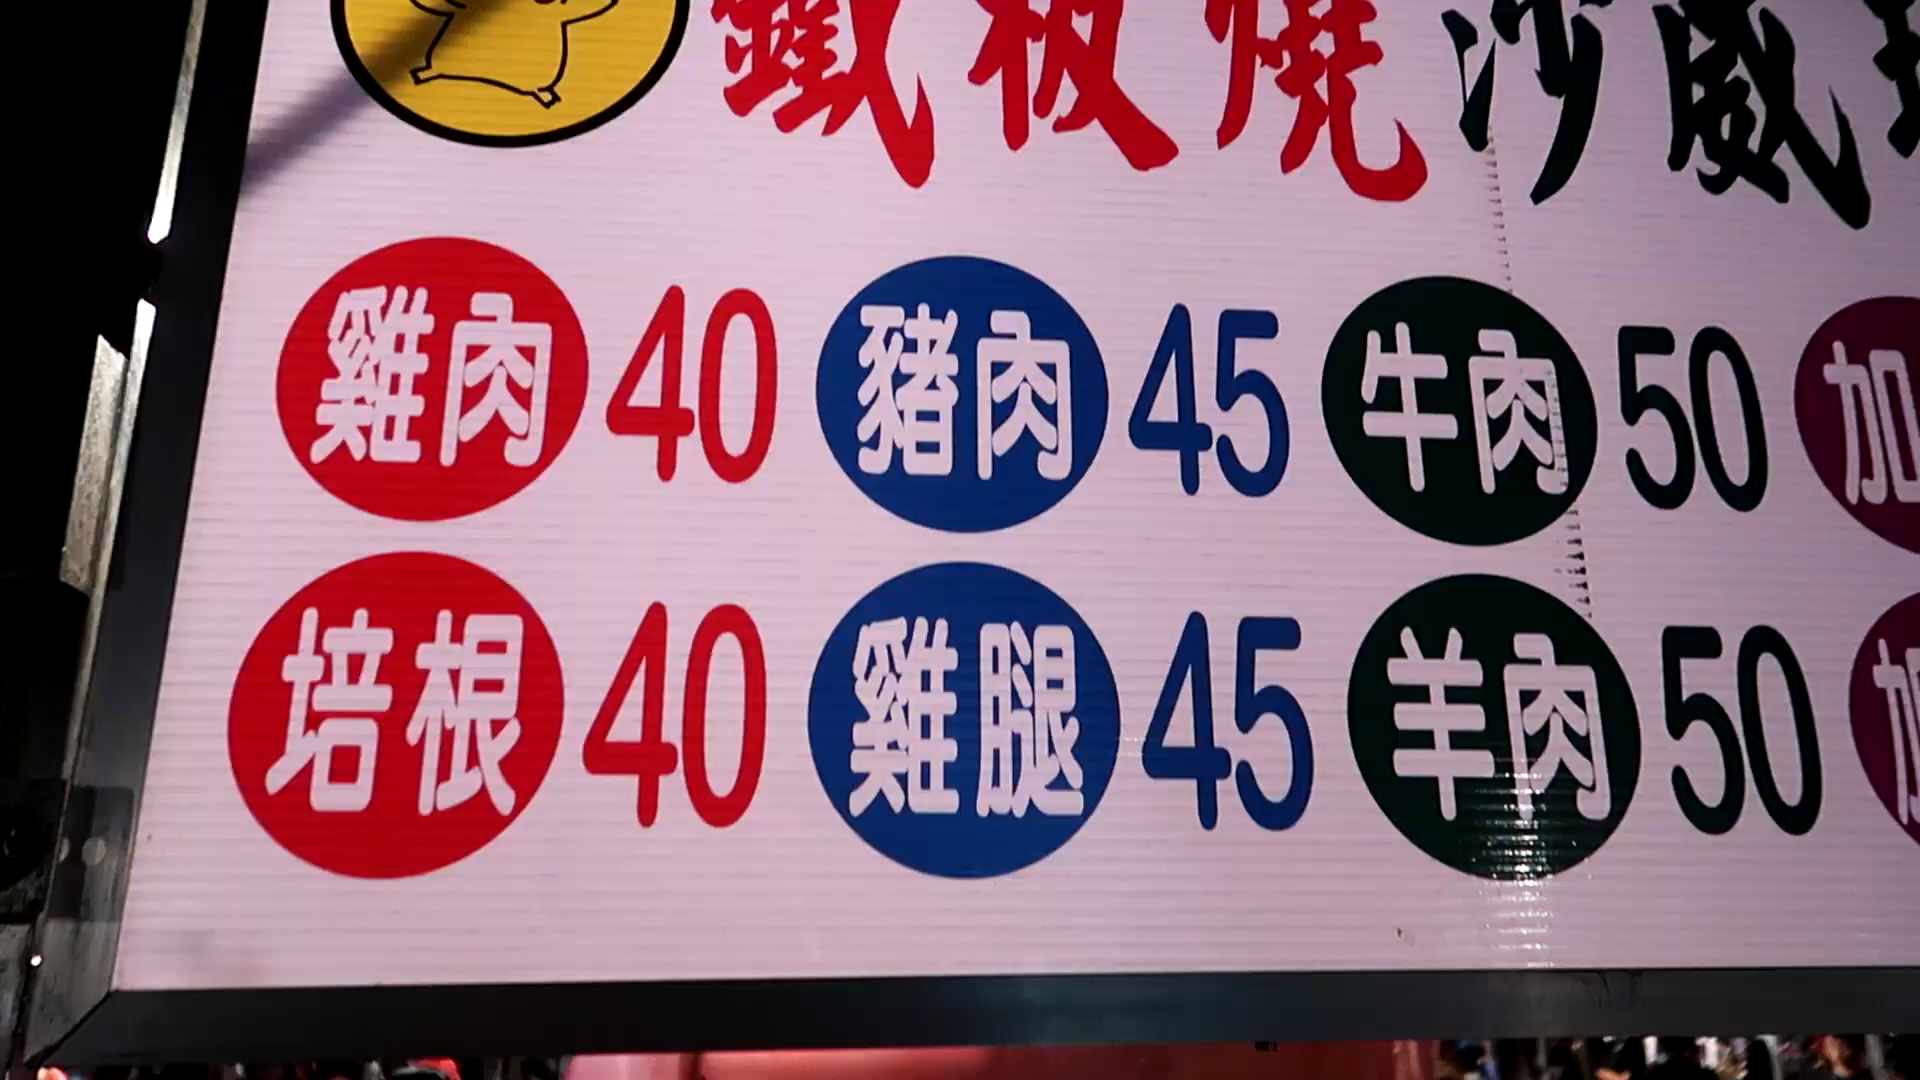 鐵板燒沙威
雞肉 40 豬肉 45 牛肉 50 加
培根 40 雞腿 45 羊肉 50 加